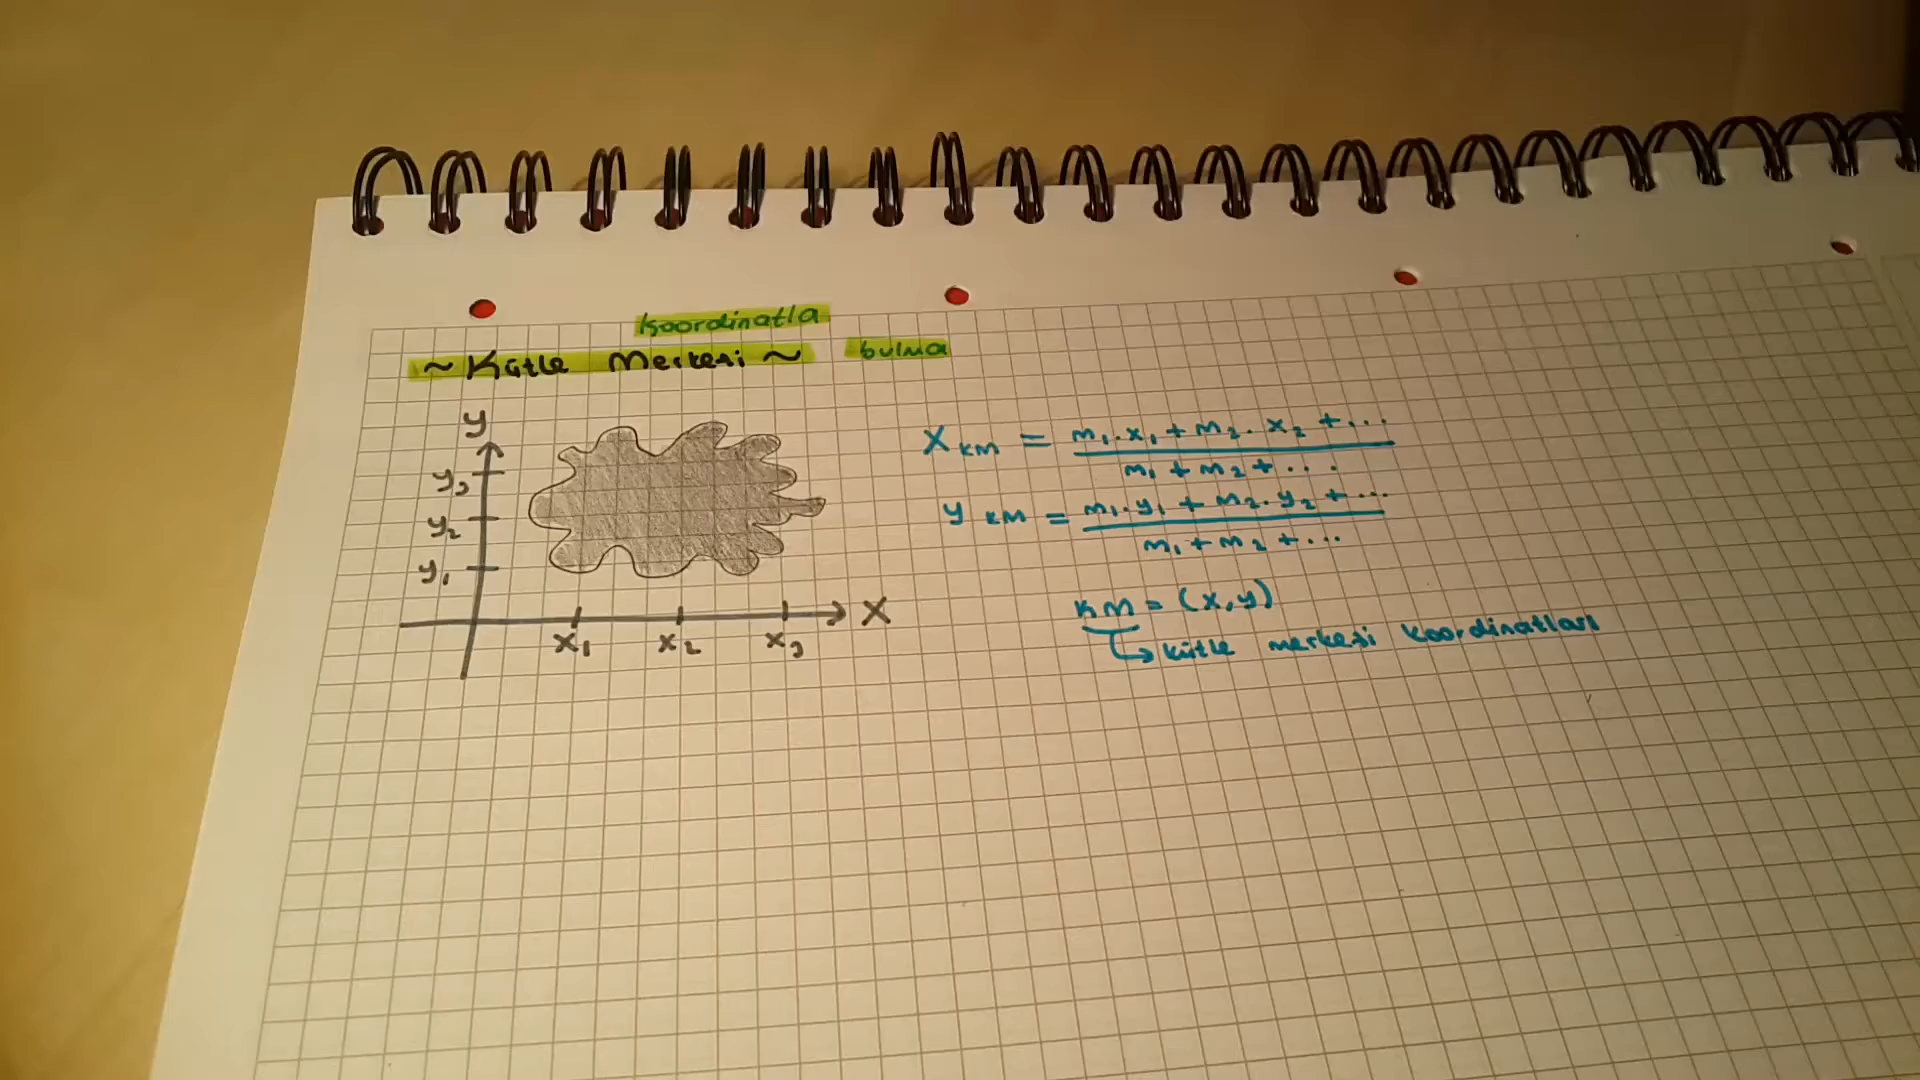 koordinatla
~ Kütle Merkezi ~ bulma
y
y₃
y₂
y₁
x₁ x₂ x₃ X
X KM = m₁.x₁ + m₂.x₂ + ...
m₁ + m₂ + ...
y KM = m₁.y₁ + m₂.y₂ + ...
m₁ + m₂ + ...
KM = (x,y)
↳ kütle merkezi koordinatları